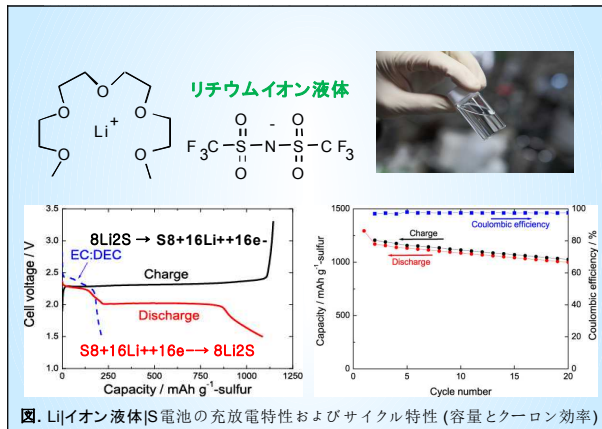 リチウムイオン液体
O
O
O
O
O
Li+
O
O
-
F3C
S
N
S
CF3
O
O
8Li2S → S8+16Li++16e-
EC:DEC
Charge
Discharge
S8+16Li++16e-→ 8Li2S
Cell voltage / V
3.5
3.0
2.5
2.0
1.5
1.0
0
250
500
750
1000
1250
Capacity / mAh g-1-sulfur
Charge
Discharge
Coulombic efficiency
Capacity / mAh g-1-sulfur
1500
1000
500
0
0
5
10
15
20
Cycle number
100
80
60
40
20
0
Coulombic efficiency / %
図. Li|イオン液体|S電池の充放電特性およびサイクル特性 (容量とクーロン効率)